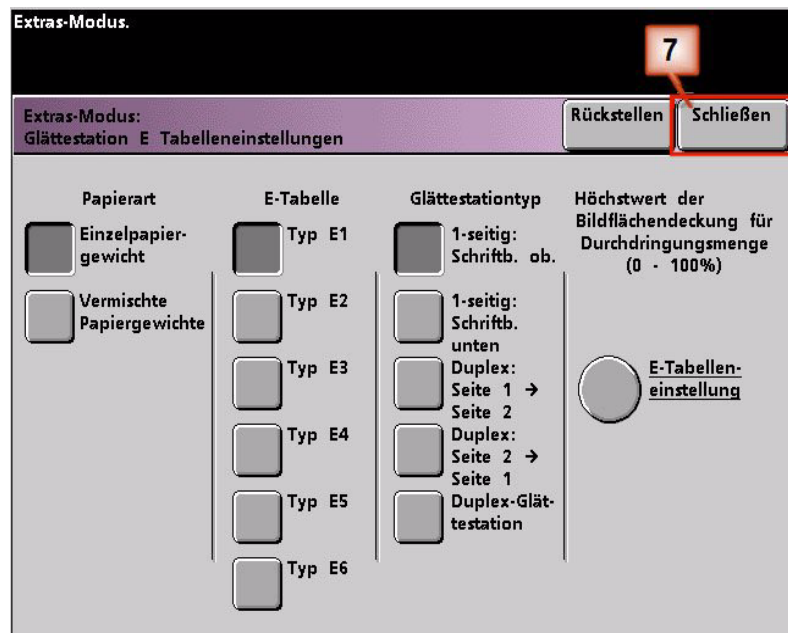 Extras-Modus.
7
Extras-Modus:
Glättestation E Tabelleneinstellungen
Rückstellen
Schließen
Papierart
Einzelpapier-
gewicht
Vermischte
Papiergewichte
E-Tabelle
Typ E1
Typ E2
Typ E3
Typ E4
Typ E5
Typ E6
Glättestationtyp
1-seitig:
Schriftb. ob.
1-seitig:
Schriftb.
unten
Duplex:
Seite 1 →
Seite 2
Duplex:
Seite 2 →
Seite 1
Duplex-Glät-
testation
Höchstwert der
Bildflächendeckung für
Durchdringungsmenge
(0 - 100%)
E-Tabellen-
einstellung